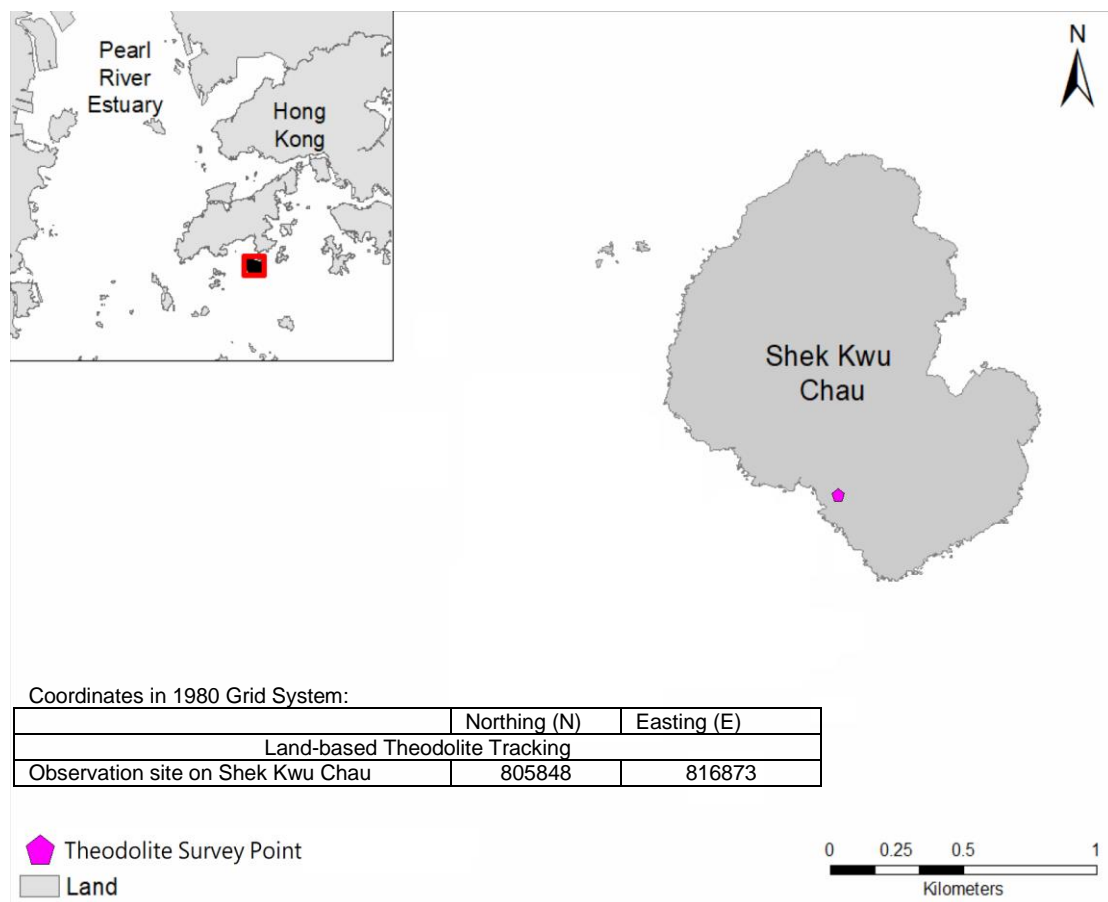 Pearl
River
Estuary
Hong
Kong
N
Shek Kwu
Chau
Coordinates in 1980 Grid System:
Northing (N) Easting (E)
Land-based Theodolite Tracking
Observation site on Shek Kwu Chau 805848 816873
Theodolite Survey Point
Land
0 0.25 0.5 1
Kilometers